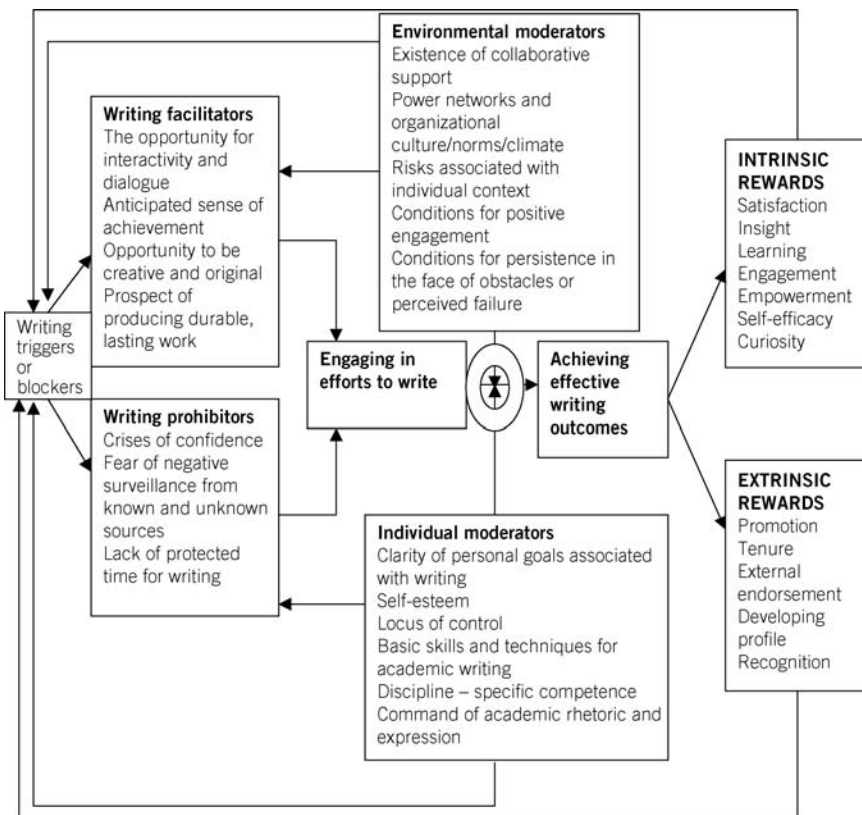 Environmental moderators
Existence of collaborative
support
Power networks and
organizational
culture/norms/climate
Risks associated with
individual context
Conditions for positive
engagement
Conditions for persistence in
the face of obstacles or
perceived failure
Writing facilitators
The opportunity for
interactivity and
dialogue
Anticipated sense of
achievement
Opportunity to be
creative and original
Prospect of
producing durable,
lasting work
Writing
triggers
or
blockers
Writing prohibitors
Crises of confidence
Fear of negative
surveillance from
known and unknown
sources
Lack of protected
time for writing
Engaging in
efforts to write
Achieving
effective
writing
outcomes
Individual moderators
Clarity of personal goals associated
with writing
Self-esteem
Locus of control
Basic skills and techniques for
academic writing
Discipline – specific competence
Command of academic rhetoric and
expression
INTRINSIC
REWARDS
Satisfaction
Insight
Learning
Engagement
Empowerment
Self-efficacy
Curiosity
EXTRINSIC
REWARDS
Promotion
Tenure
External
endorsement
Developing
profile
Recognition